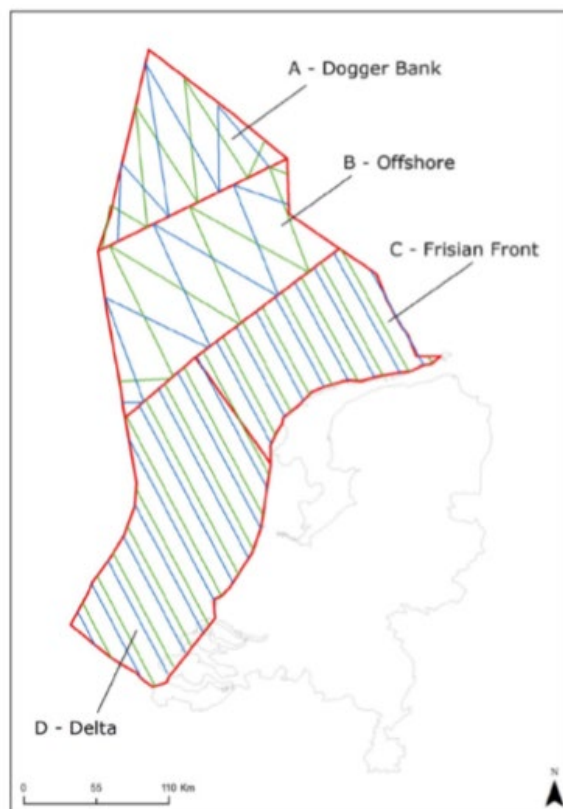 A - Dogger Bank
B - Offshore
C - Frisian Front
D - Delta
0 55 110 Km
N